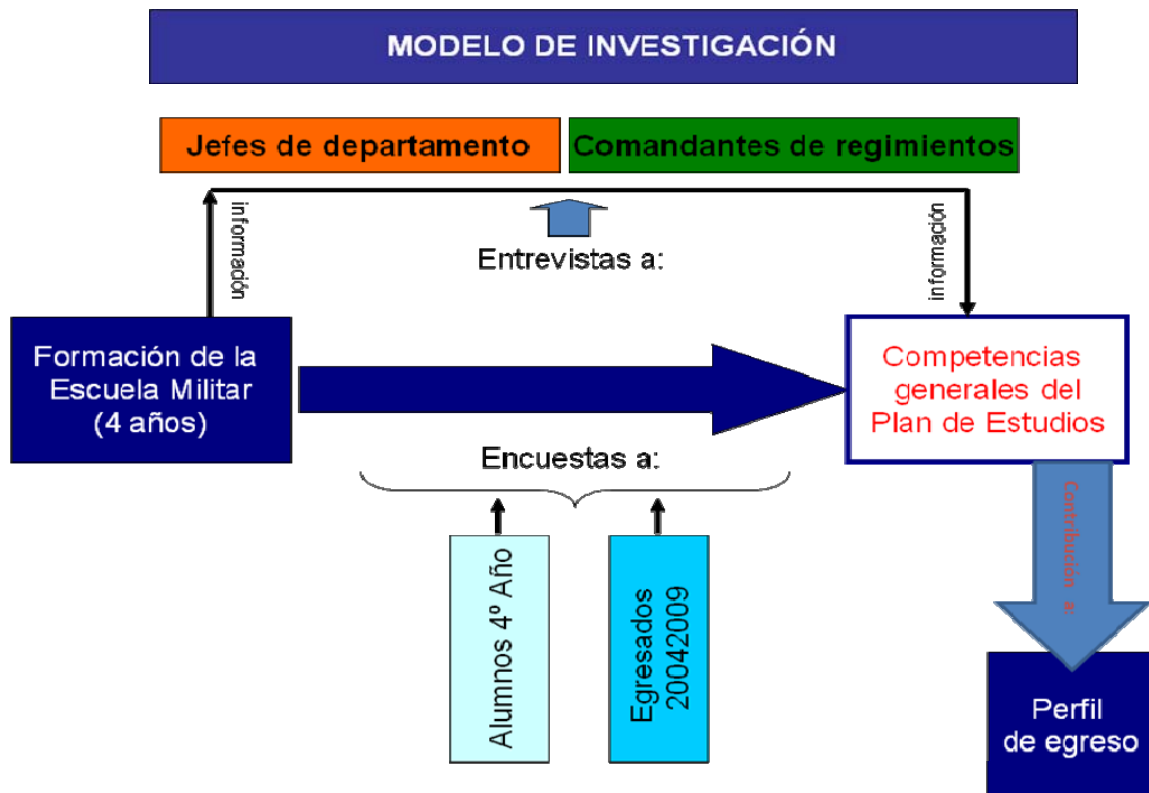 MODELO DE INVESTIGACIÓN
Jefes de departamento
Comandantes de regimientos
información
información
Entrevistas a:
Formación de la
Escuela Militar
(4 años)
Competencias
generales del
Plan de Estudios
Encuestas a:
Contribución a:
Alumnos 4º Año
Egresados
20042009
Perfil
de egreso